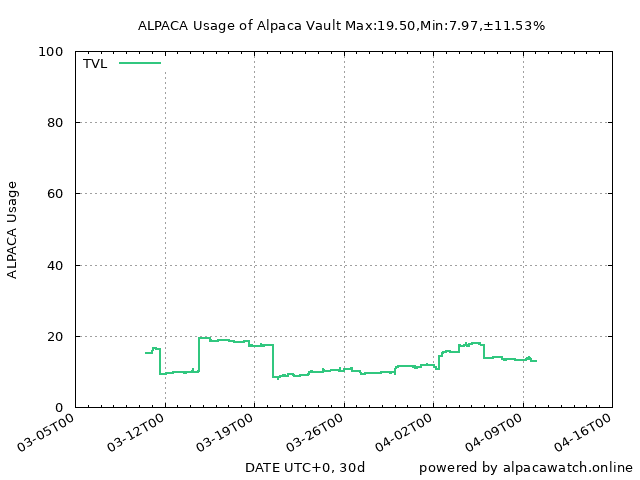 ALPACA Usage of Alpaca Vault Max:19.50,Min:7.97,±11.53%
100
TVL
80
60
40
20
0
ALPACA Usage
03-05T00
03-12T00
03-19T00
03-26T00
04-02T00
04-09T00
04-16T00
DATE UTC+0, 30d
powered by alpacawatch.online